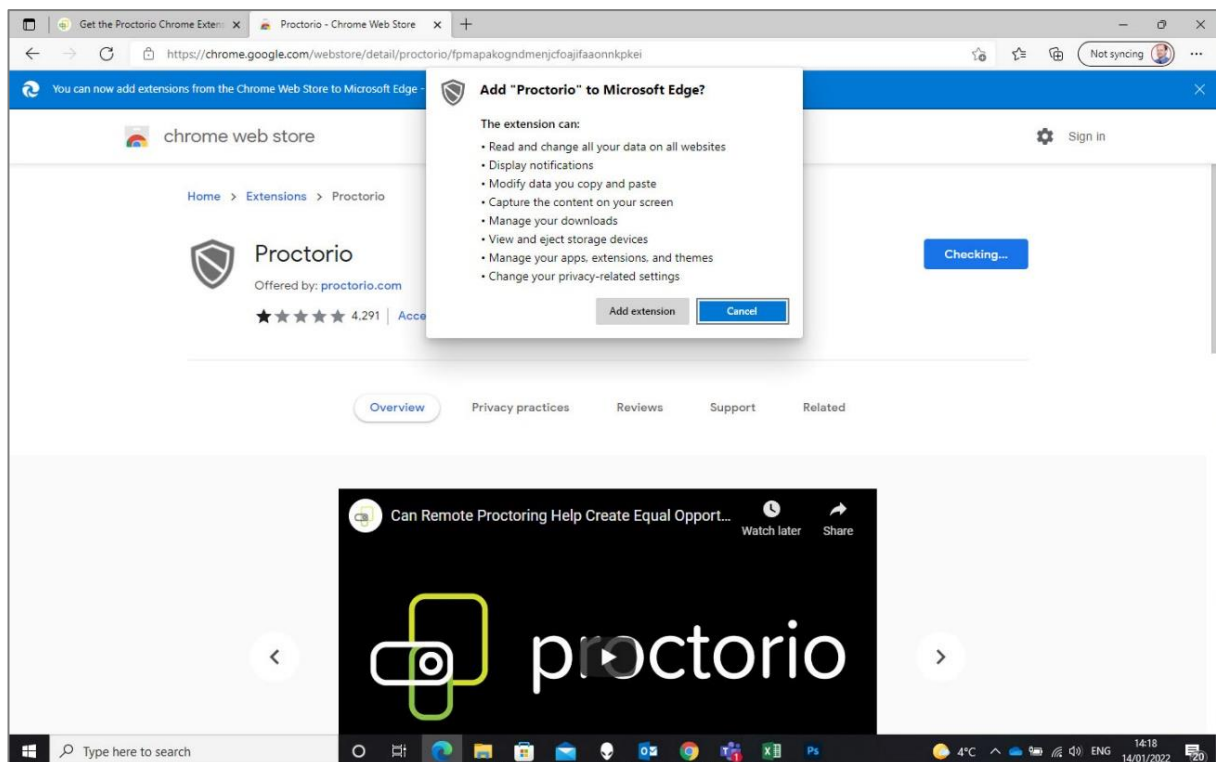 Get the Proctorio Chrome Exten
Proctorio - Chrome Web Store
https://chrome.google.com/webstore/detail/proctorio/fpmapakogndmenjcfoajifaaonnkpkei
Not syncing
You can now add extensions from the Chrome Web Store to Microsoft Edge -
Add "Proctorio" to Microsoft Edge?
The extension can:
• Read and change all your data on all websites
• Display notifications
• Modify data you copy and paste
• Capture the content on your screen
• Manage your downloads
• View and eject storage devices
• Manage your apps, extensions, and themes
• Change your privacy-related settings
Add extension
Cancel
chrome web store
Sign in
Home > Extensions > Proctorio
Proctorio
Offered by: proctorio.com
4,291 | Acce
Checking...
Overview
Privacy practices
Reviews
Support
Related
Can Remote Proctoring Help Create Equal Opport...
Watch later
Share
proctorio
Type here to search
Ps
4°C
ENG
14:18
14/01/2022
20